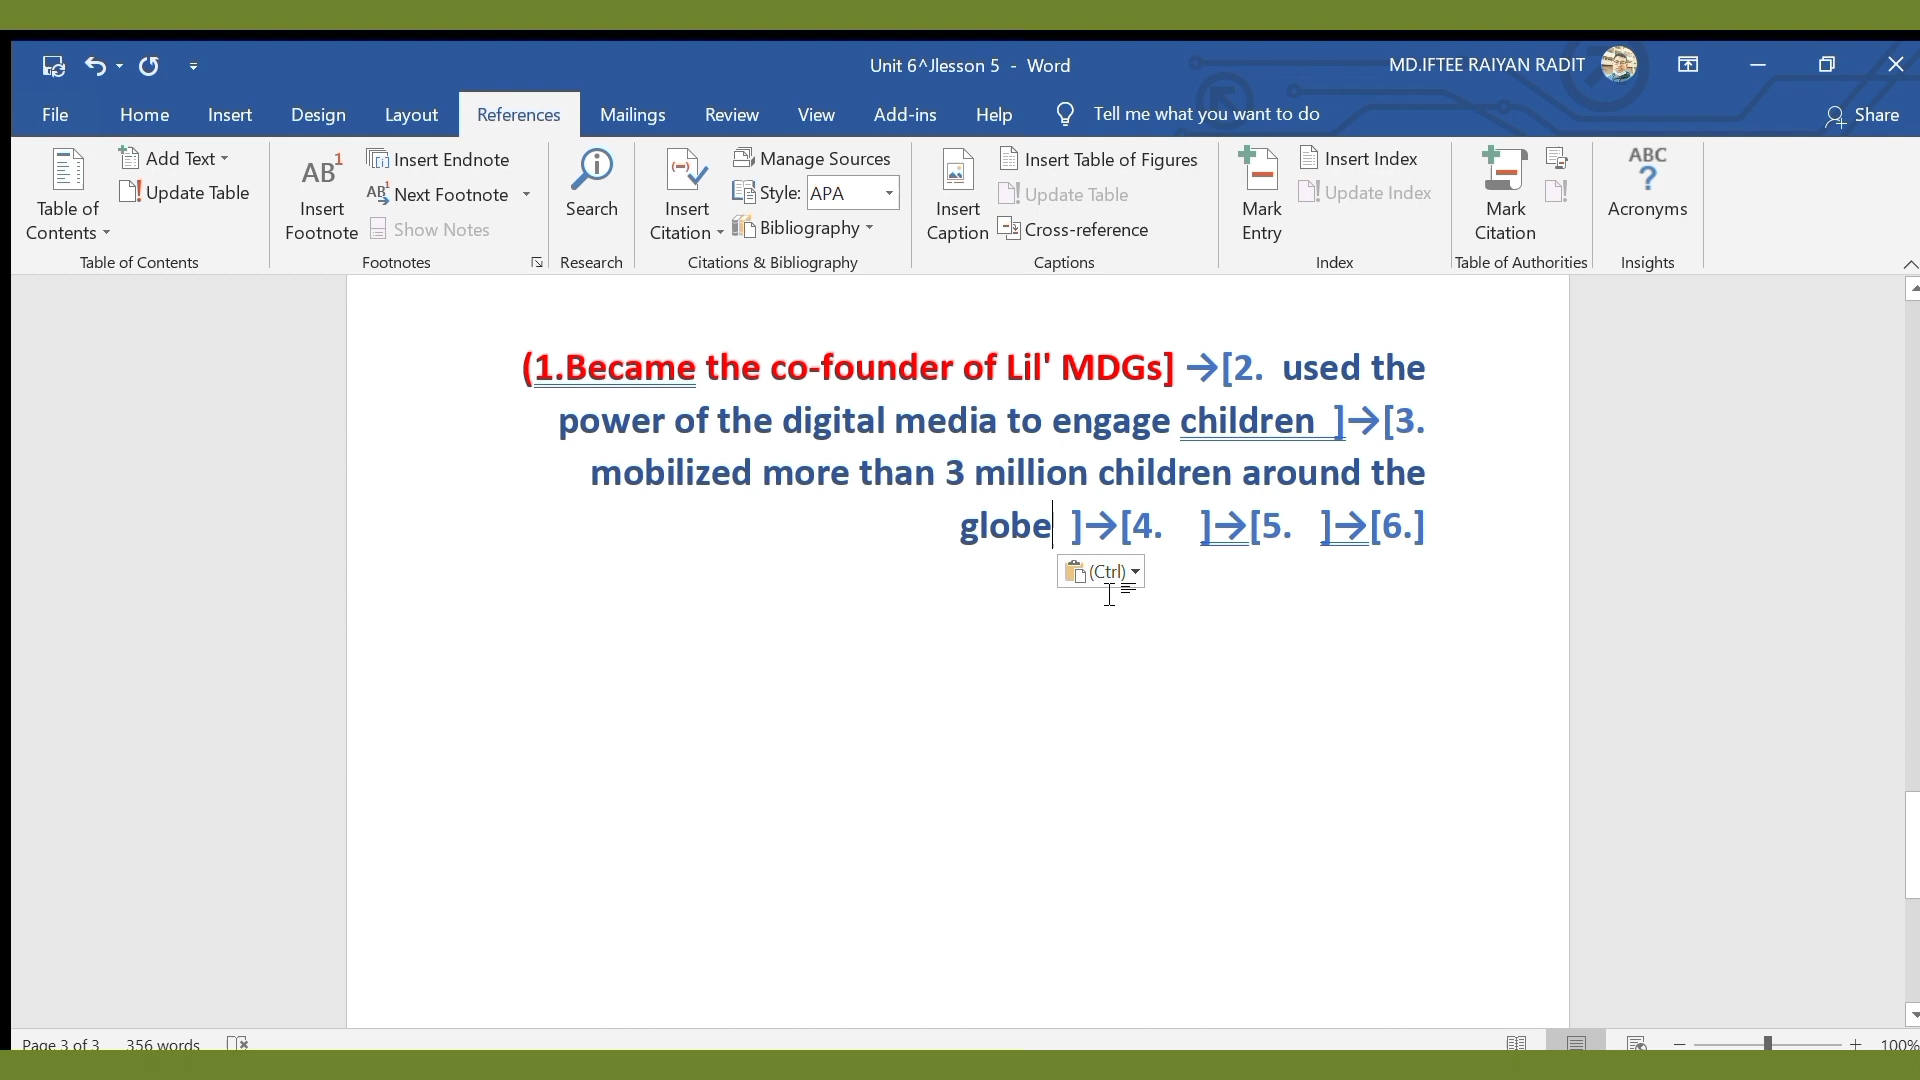 Unit 6^Jlesson 5 - Word
MD.IFTEE RAIYAN RADIT
File Home Insert Design Layout References Mailings Review View Add-ins Help Tell me what you want to do Share
Table of Contents
Add Text
Update Table
Table of Contents
AB1
Insert Footnote
Insert Endnote
Next Footnote
Show Notes
Footnotes
Search
Research
Insert Citation
Manage Sources
Style: APA
Bibliography
Citations & Bibliography
Insert Caption
Insert Table of Figures
Update Table
Cross-reference
Captions
Mark Entry
Insert Index
Update Index
Index
Mark Citation
Table of Authorities
ABC
?
Acronyms
Insights
(1.Became the co-founder of Lil' MDGs] →[2.  used the
power of the digital media to engage children  ]→[3.
mobilized more than 3 million children around the
globe  ]→[4.    ]→[5.   ]→[6.]
(Ctrl)
Page 3 of 3 356 words 100%